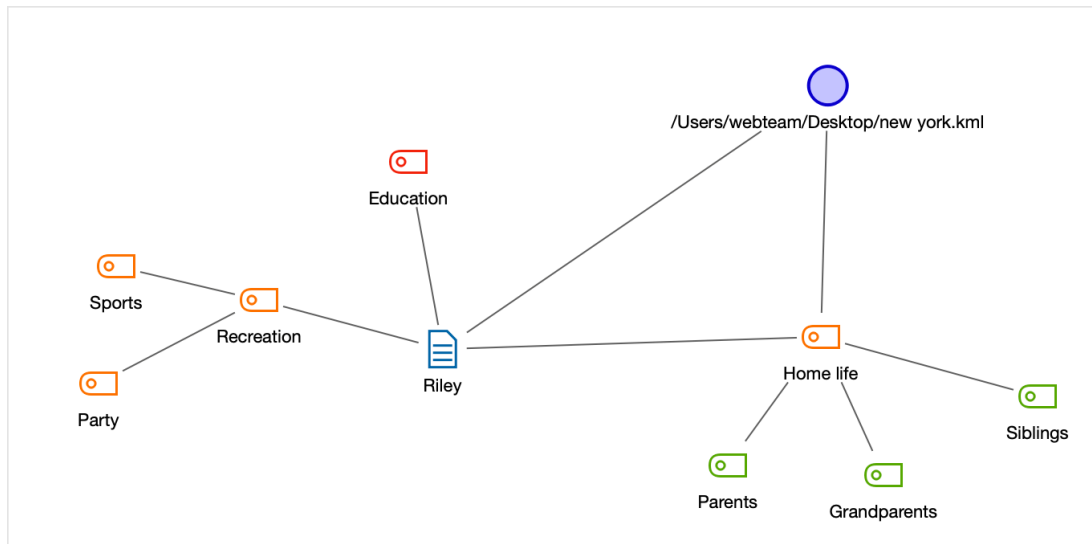 /Users/webteam/Desktop/new york.kml
Education
Sports
Recreation
Riley
Home life
Party
Siblings
Parents
Grandparents